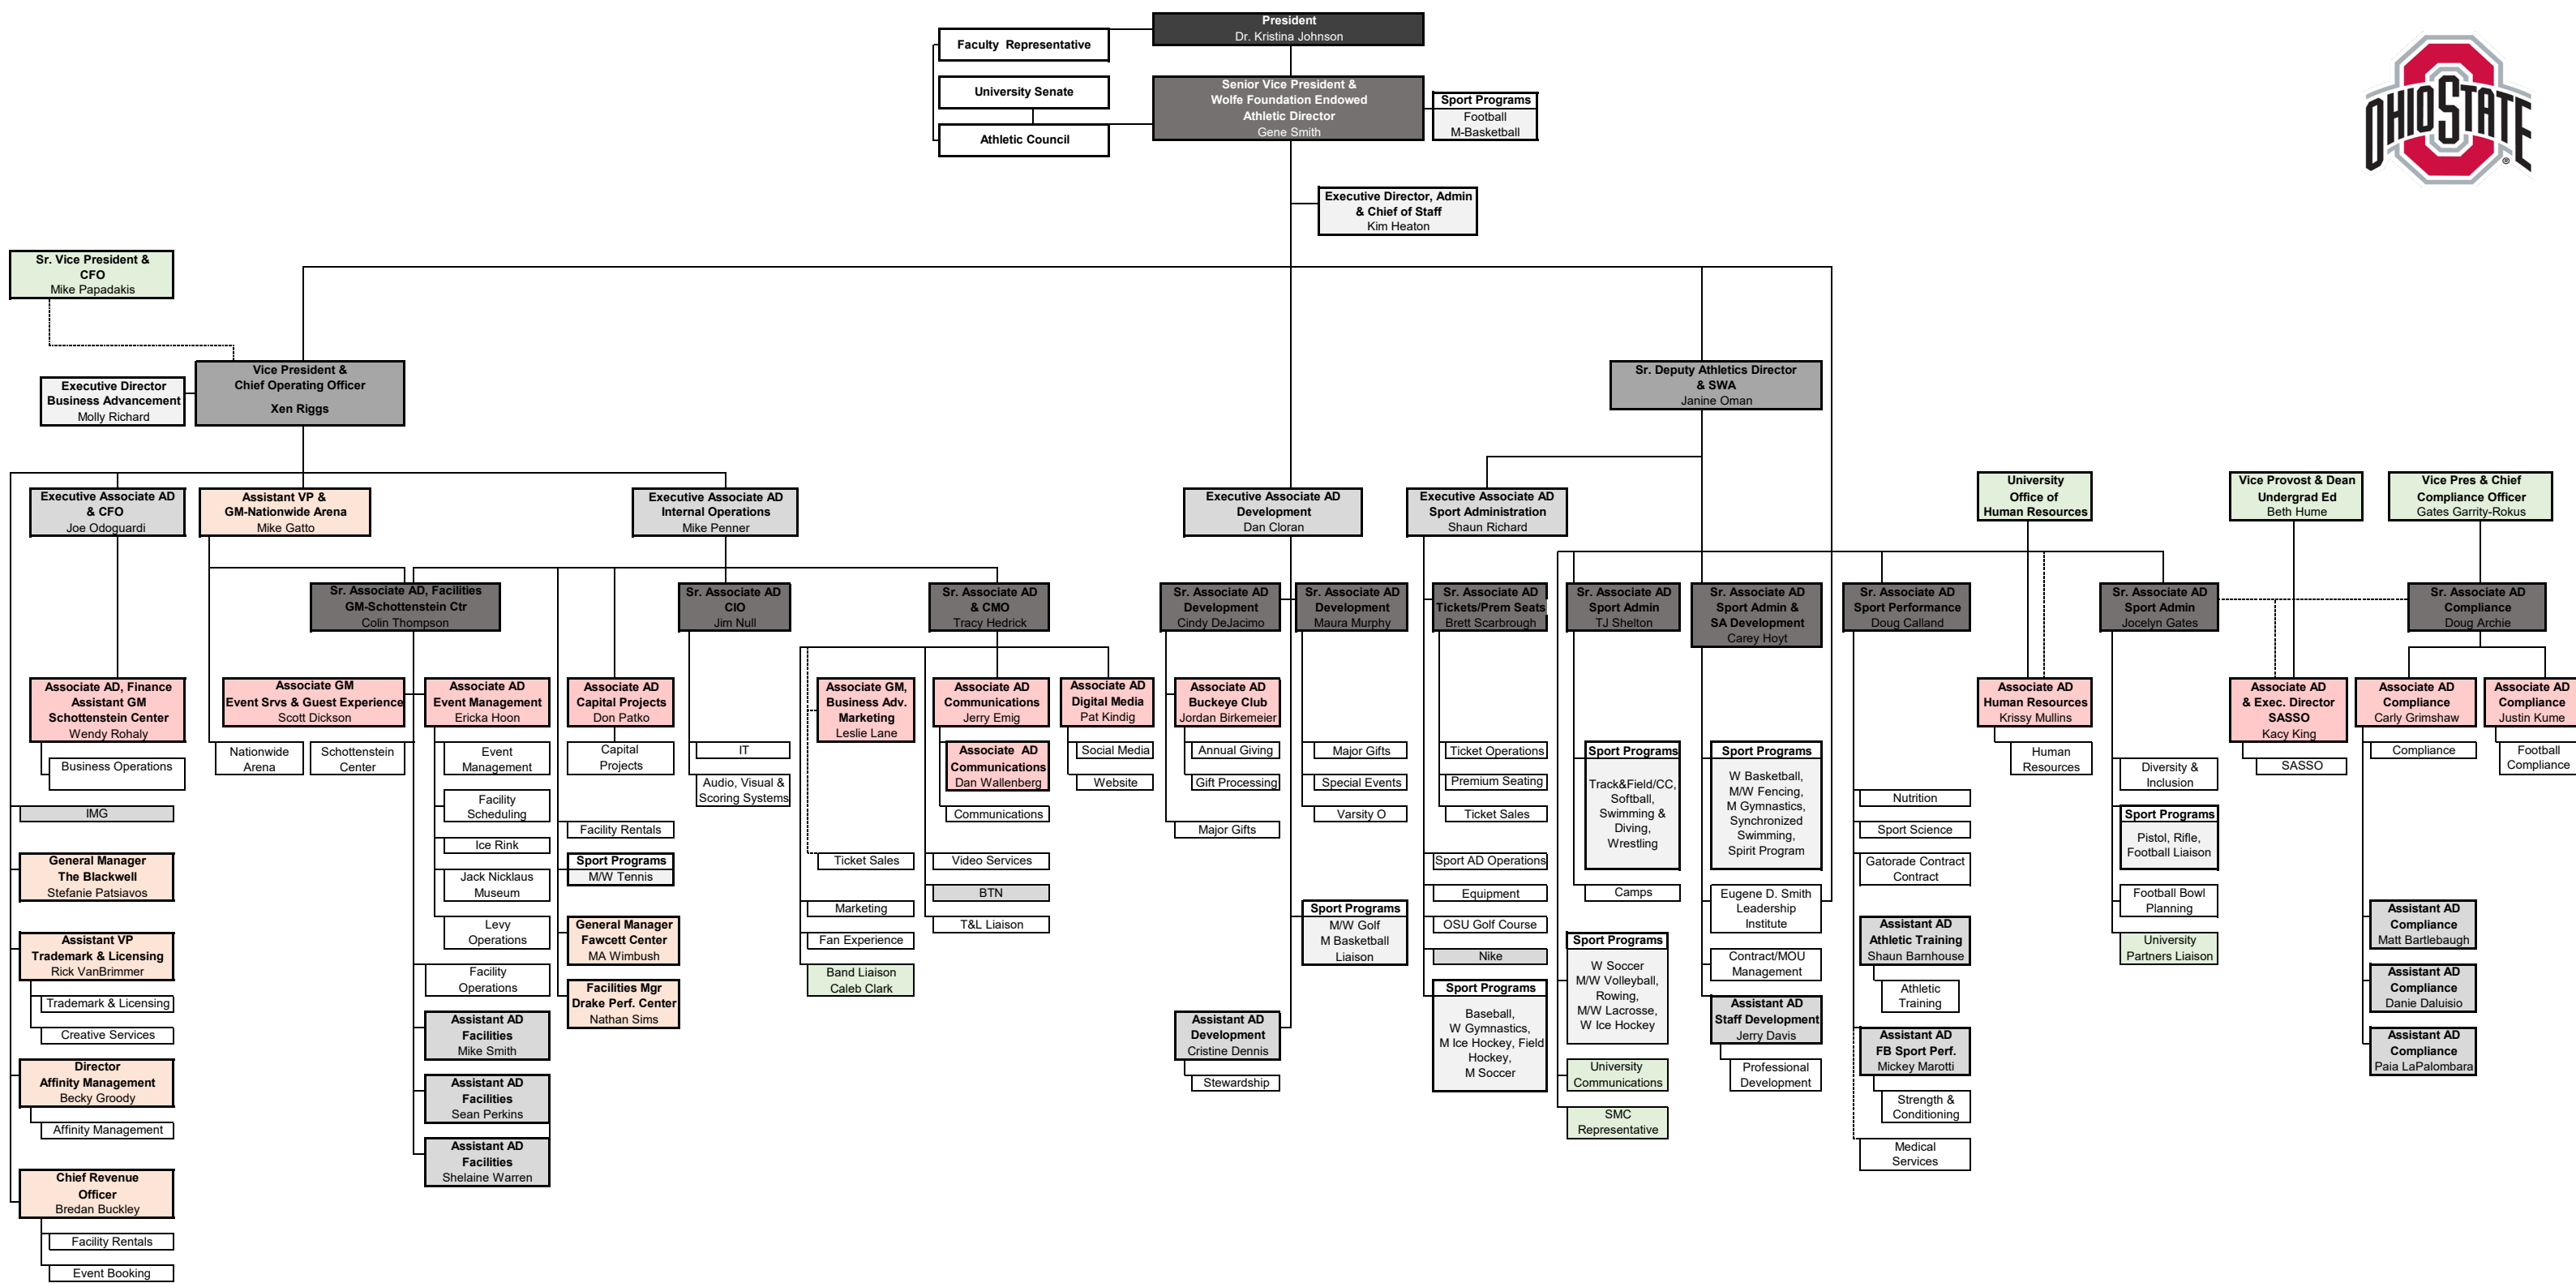 President
Dr. Kristina Johnson
Faculty Representative
University Senate
Athletic Council
Senior Vice President &
Wolfe Foundation Endowed
Athletic Director
Gene Smith
Sport Programs
Football
M-Basketball
OHIO STATE
®
Executive Director, Admin
& Chief of Staff
Kim Heaton
Sr. Vice President &
CFO
Mike Papadakis
Executive Director
Business Advancement
Molly Richard
Vice President &
Chief Operating Officer
Xen Riggs
Sr. Deputy Athletics Director
& SWA
Janine Oman
Executive Associate AD
& CFO
Joe Odoguardi
Assistant VP &
GM-Nationwide Arena
Mike Gatto
Executive Associate AD
Internal Operations
Mike Penner
Executive Associate AD
Development
Dan Cloran
Executive Associate AD
Sport Administration
Shaun Richard
University
Office of
Human Resources
Vice Provost & Dean
Undergrad Ed
Beth Hume
Vice Pres & Chief
Compliance Officer
Gates Garrity-Rokus
Sr. Associate AD, Facilities
GM-Schottenstein Ctr
Colin Thompson
Sr. Associate AD
CIO
Jim Null
Sr. Associate AD
& CMO
Tracy Hedrick
Sr. Associate AD
Development
Cindy DeJacimo
Sr. Associate AD
Development
Maura Murphy
Sr. Associate AD
Tickets/Prem Seats
Brett Scarbrough
Sr. Associate AD
Sport Admin
TJ Shelton
Sr. Associate AD
Sport Admin &
SA Development
Carey Hoyt
Sr. Associate AD
Sport Performance
Doug Calland
Sr. Associate AD
Sport Admin
Jocelyn Gates
Sr. Associate AD
Compliance
Doug Archie
Associate AD, Finance
Assistant GM
Schottenstein Center
Wendy Rohaly
Business Operations
IMG
General Manager
The Blackwell
Stefanie Patsiavos
Assistant VP
Trademark & Licensing
Rick VanBrimmer
Trademark & Licensing
Creative Services
Director
Affinity Management
Becky Groody
Affinity Management
Chief Revenue
Officer
Bredan Buckley
Facility Rentals
Event Booking
Associate GM
Event Srvs & Guest Experience
Scott Dickson
Nationwide
Arena
Schottenstein
Center
Associate AD
Event Management
Ericka Hoon
Event
Management
Facility
Scheduling
Ice Rink
Jack Nicklaus
Museum
Levy
Operations
Facility
Operations
Assistant AD
Facilities
Mike Smith
Assistant AD
Facilities
Sean Perkins
Assistant AD
Facilities
Shelaine Warren
Associate AD
Capital Projects
Don Patko
Capital
Projects
Facility Rentals
Sport Programs
M/W Tennis
General Manager
Fawcett Center
MA Wimbush
Facilities Mgr
Drake Perf. Center
Nathan Sims
IT
Audio, Visual &
Scoring Systems
Associate GM,
Business Adv.
Marketing
Leslie Lane
Ticket Sales
Marketing
Fan Experience
Band Liaison
Caleb Clark
Associate AD
Communications
Jerry Emig
Associate AD
Communications
Dan Wallenberg
Communications
Video Services
BTN
T&L Liaison
Associate AD
Digital Media
Pat Kindig
Social Media
Website
Associate AD
Buckeye Club
Jordan Birkemeier
Annual Giving
Gift Processing
Major Gifts
Assistant AD
Development
Cristine Dennis
Stewardship
Major Gifts
Special Events
Varsity O
Sport Programs
M/W Golf
M Basketball
Liaison
Ticket Operations
Premium Seating
Ticket Sales
Sport AD Operations
Equipment
OSU Golf Course
Nike
Sport Programs
Baseball,
W Gymnastics,
M Ice Hockey, Field
Hockey,
M Soccer
Sport Programs
Track&Field/CC,
Softball,
Swimming &
Diving,
Wrestling
Camps
Sport Programs
W Soccer
M/W Volleyball,
Rowing,
M/W Lacrosse,
W Ice Hockey
University
Communications
SMC
Representative
Sport Programs
W Basketball,
M/W Fencing,
M Gymnastics,
Synchronized
Swimming,
Spirit Program
Eugene D. Smith
Leadership
Institute
Contract/MOU
Management
Assistant AD
Staff Development
Jerry Davis
Professional
Development
Nutrition
Sport Science
Gatorade Contract
Contract
Assistant AD
Athletic Training
Shaun Barnhouse
Athletic
Training
Assistant AD
FB Sport Perf.
Mickey Marotti
Strength &
Conditioning
Medical
Services
Associate AD
Human Resources
Krissy Mullins
Human
Resources
Diversity &
Inclusion
Sport Programs
Pistol, Rifle,
Football Liaison
Football Bowl
Planning
University
Partners Liaison
Associate AD
& Exec. Director
SASSO
Kacy King
SASSO
Associate AD
Compliance
Carly Grimshaw
Compliance
Assistant AD
Compliance
Matt Bartlebaugh
Assistant AD
Compliance
Danie Daluisio
Assistant AD
Compliance
Paia LaPalombara
Associate AD
Compliance
Justin Kume
Football
Compliance